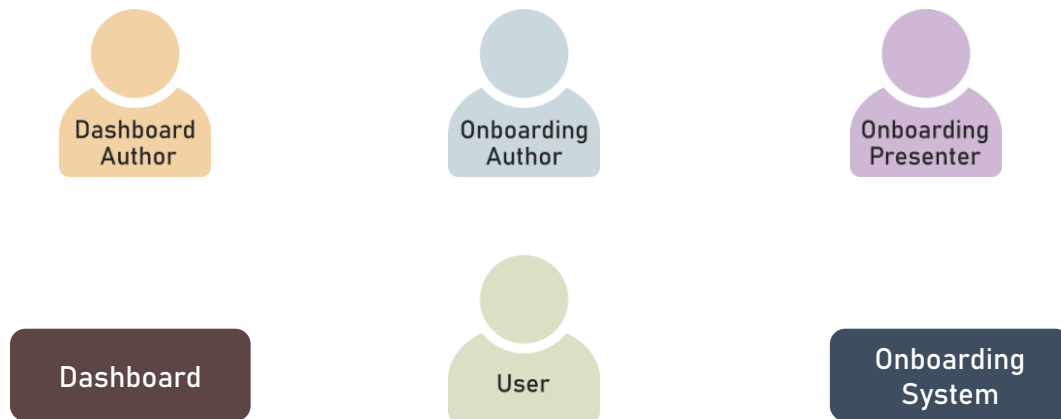 Dashboard
Author
Onboarding
Author
Onboarding
Presenter
Dashboard
User
Onboarding
System